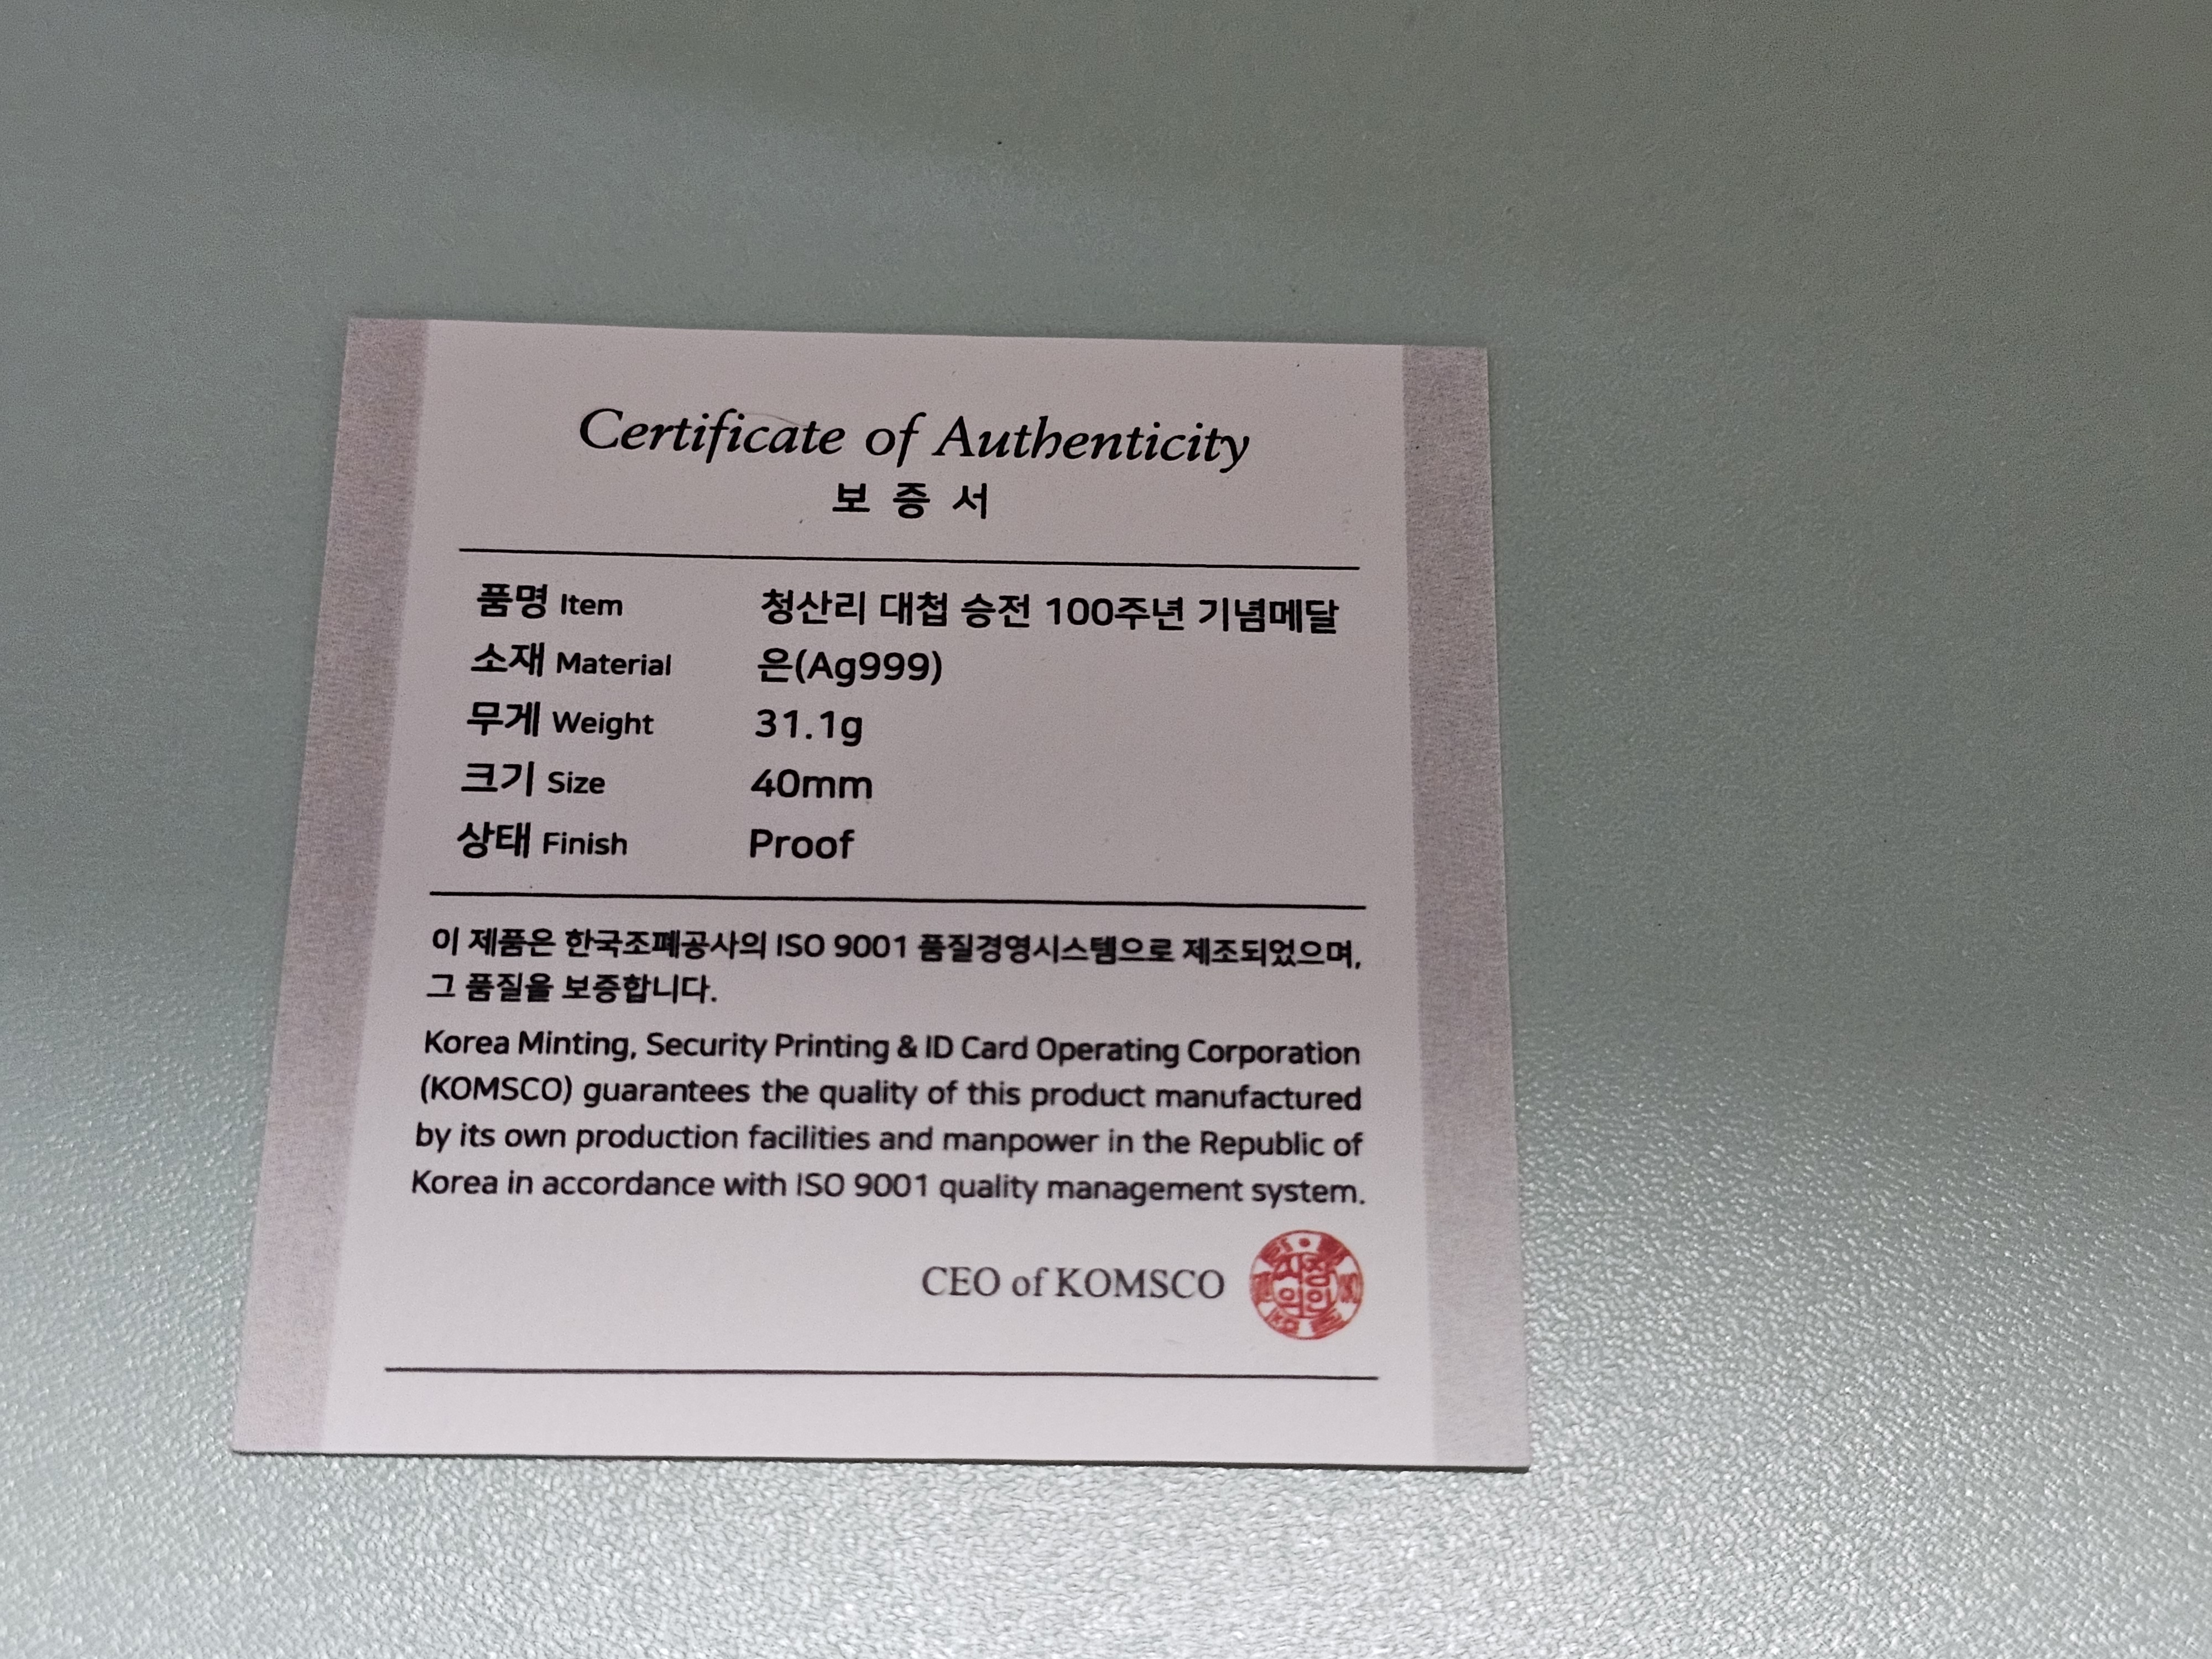 Certificate of Authenticity
보증서
품명 Item 청산리 대첩 승전 100주년 기념메달
소재 Material 은(Ag999)
무게 Weight 31.1g
크기 Size 40mm
상태 Finish Proof
이 제품은 한국조폐공사의 ISO 9001 품질경영시스템으로 제조되었으며,
그 품질을 보증합니다.
Korea Minting, Security Printing & ID Card Operating Corporation
(KOMSCO) guarantees the quality of this product manufactured
by its own production facilities and manpower in the Republic of
Korea in accordance with ISO 9001 quality management system.
CEO of KOMSCO
사장
의인